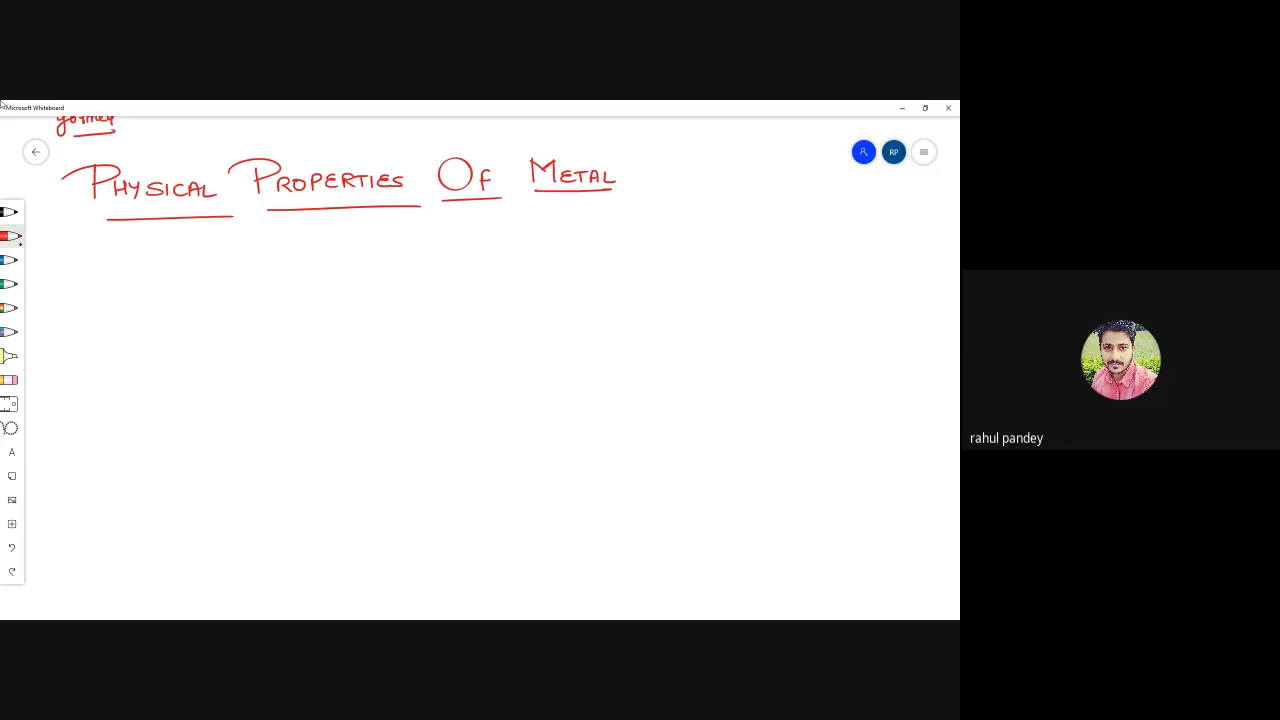 Microsoft Whiteboard
RP
PHYSICAL PROPERTIES Of METAL
A
rahul pandey